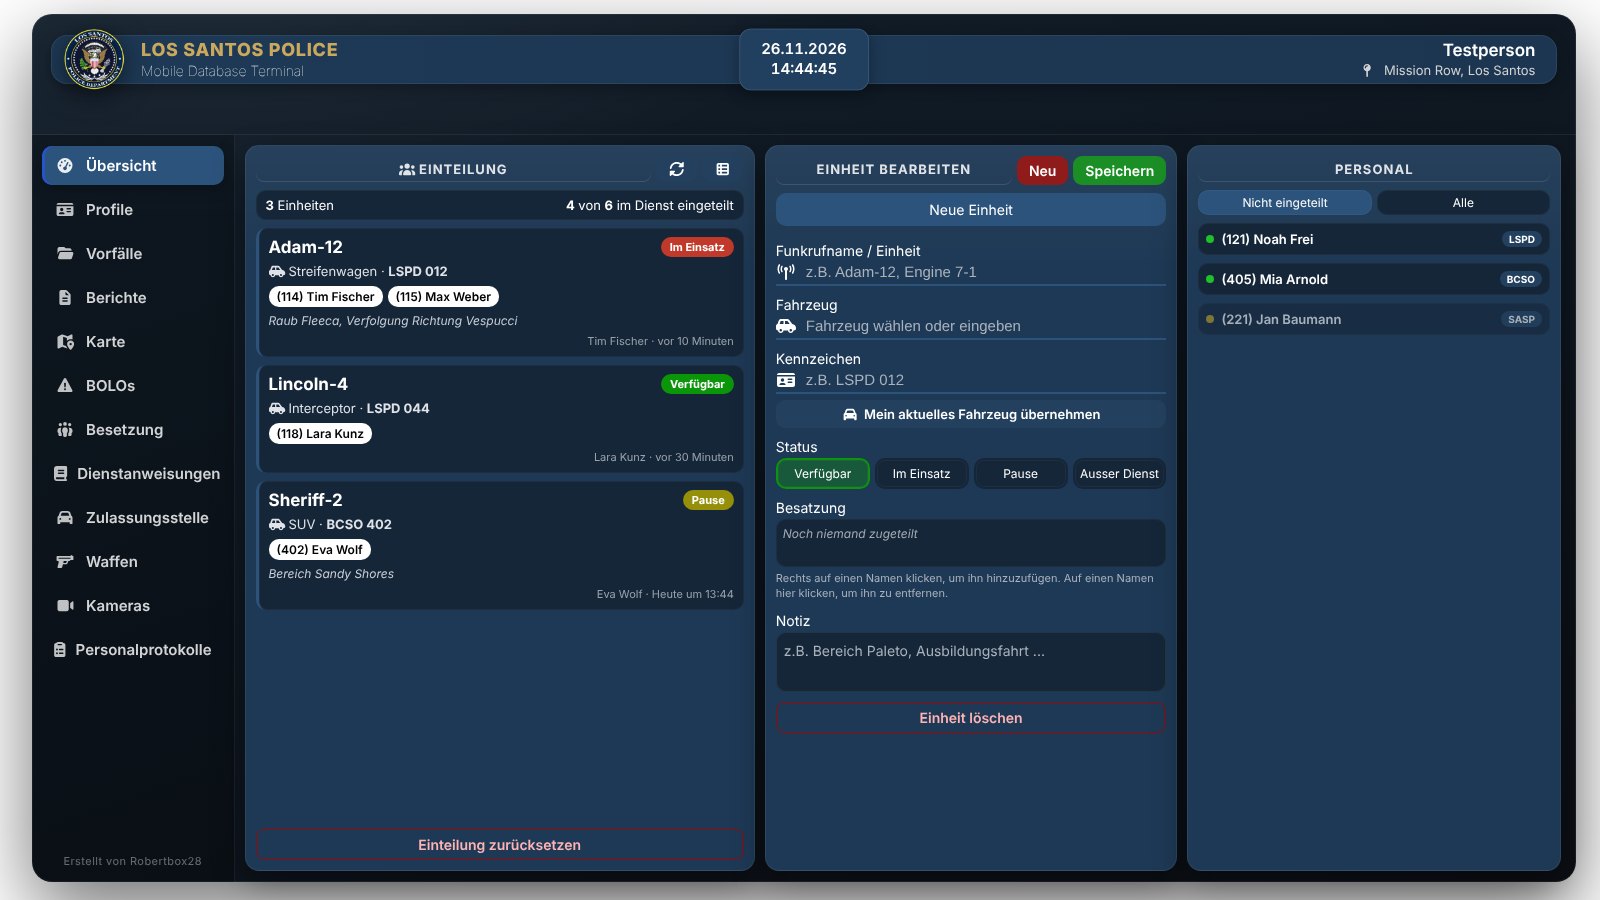 LOS SANTOS POLICE
Mobile Database Terminal
26.11.2026
14:44:45
Testperson
Mission Row, Los Santos
Übersicht
Profile
Vorfälle
Berichte
Karte
BOLOs
Besetzung
Dienstanweisungen
Zulassungsstelle
Waffen
Kameras
Personalprotokolle
Erstellt von Robertbox28
EINTEILUNG
3 Einheiten
4 von 6 im Dienst eingeteilt
Adam-12
Im Einsatz
Streifenwagen · LSPD 012
(114) Tim Fischer
(115) Max Weber
Raub Fleeca, Verfolgung Richtung Vespucci
Tim Fischer · vor 10 Minuten
Lincoln-4
Verfügbar
Interceptor · LSPD 044
(118) Lara Kunz
Lara Kunz · vor 30 Minuten
Sheriff-2
Pause
SUV · BCSO 402
(402) Eva Wolf
Bereich Sandy Shores
Eva Wolf · Heute um 13:44
Einteilung zurücksetzen
EINHEIT BEARBEITEN
Neu
Speichern
Neue Einheit
Funkrufname / Einheit
z.B. Adam-12, Engine 7-1
Fahrzeug
Fahrzeug wählen oder eingeben
Kennzeichen
z.B. LSPD 012
Mein aktuelles Fahrzeug übernehmen
Status
Verfügbar
Im Einsatz
Pause
Ausser Dienst
Besatzung
Noch niemand zugeteilt
Rechts auf einen Namen klicken, um ihn hinzuzufügen. Auf einen Namen
hier klicken, um ihn zu entfernen.
Notiz
z.B. Bereich Paleto, Ausbildungsfahrt ...
Einheit löschen
PERSONAL
Nicht eingeteilt
Alle
(121) Noah Frei
LSPD
(405) Mia Arnold
BCSO
(221) Jan Baumann
SASP